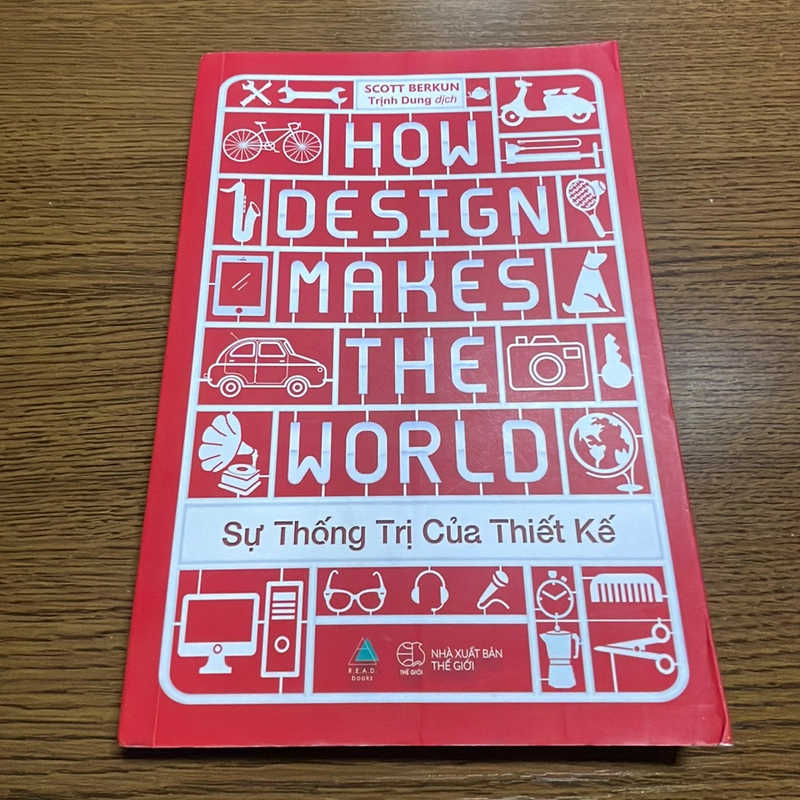 SCOTT BERKUN
Trịnh Dung dịch
HOW
DESIGN
MAKES
THE
WORLD
Sự Thống Trị Của Thiết Kế
R.E.A.D.
books
THẾ GIỚI
NHÀ XUẤT BẢN
THẾ GIỚI